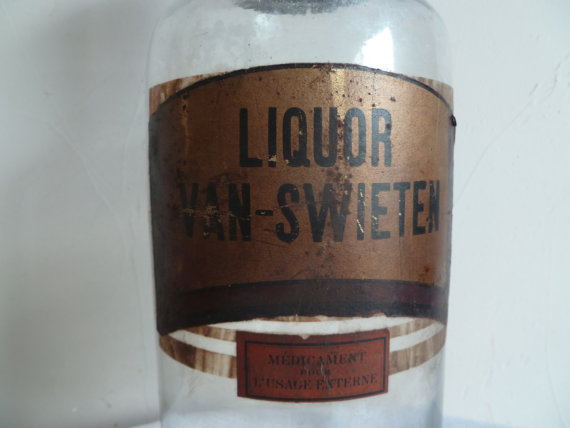 LIQUOR
VAN-SWIETEN
MÉDICAMENT
POUR
L'USAGE EXTERNE